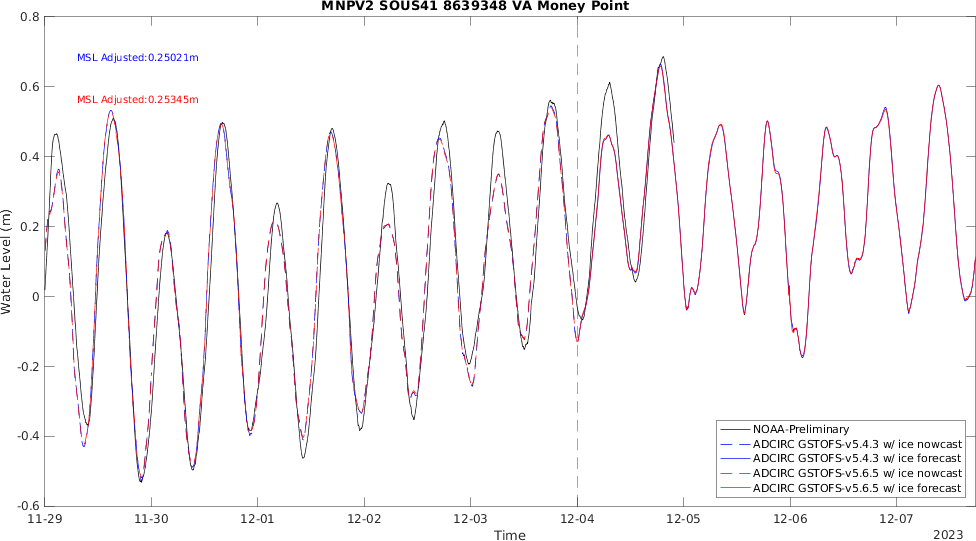 MNPV2 SOUS41 8639348 VA Money Point
MSL Adjusted:0.25021m
MSL Adjusted:0.25345m
0.8
0.6
0.4
0.2
0
-0.2
-0.4
-0.6
Water Level (m)
NOAA-Preliminary
ADCIRC GSTOFS-v5.4.3 w/ ice nowcast
ADCIRC GSTOFS-v5.4.3 w/ ice forecast
ADCIRC GSTOFS-v5.6.5 w/ ice nowcast
ADCIRC GSTOFS-v5.6.5 w/ ice forecast
11-29 11-30 12-01 12-02 12-03 12-04 12-05 12-06 12-07
Time
2023